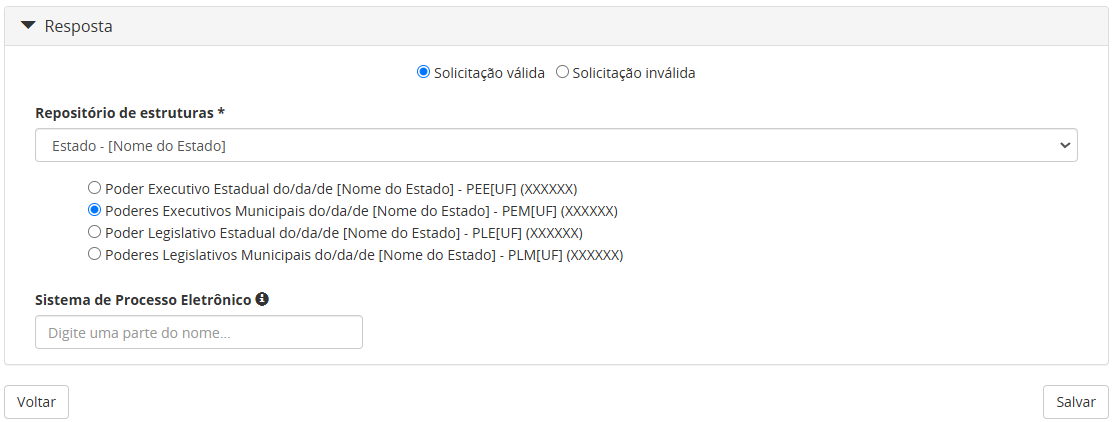 Resposta
Solicitação válida Solicitação inválida
Repositório de estruturas *
Estado - [Nome do Estado]
Poder Executivo Estadual do/da/de [Nome do Estado] - PEE[UF] (XXXXXX)
Poderes Executivos Municipais do/da/de [Nome do Estado] - PEM[UF] (XXXXXX)
Poder Legislativo Estadual do/da/de [Nome do Estado] - PLE[UF] (XXXXXX)
Poderes Legislativos Municipais do/da/de [Nome do Estado] - PLM[UF] (XXXXXX)
Sistema de Processo Eletrônico
Digite uma parte do nome...
Voltar Salvar